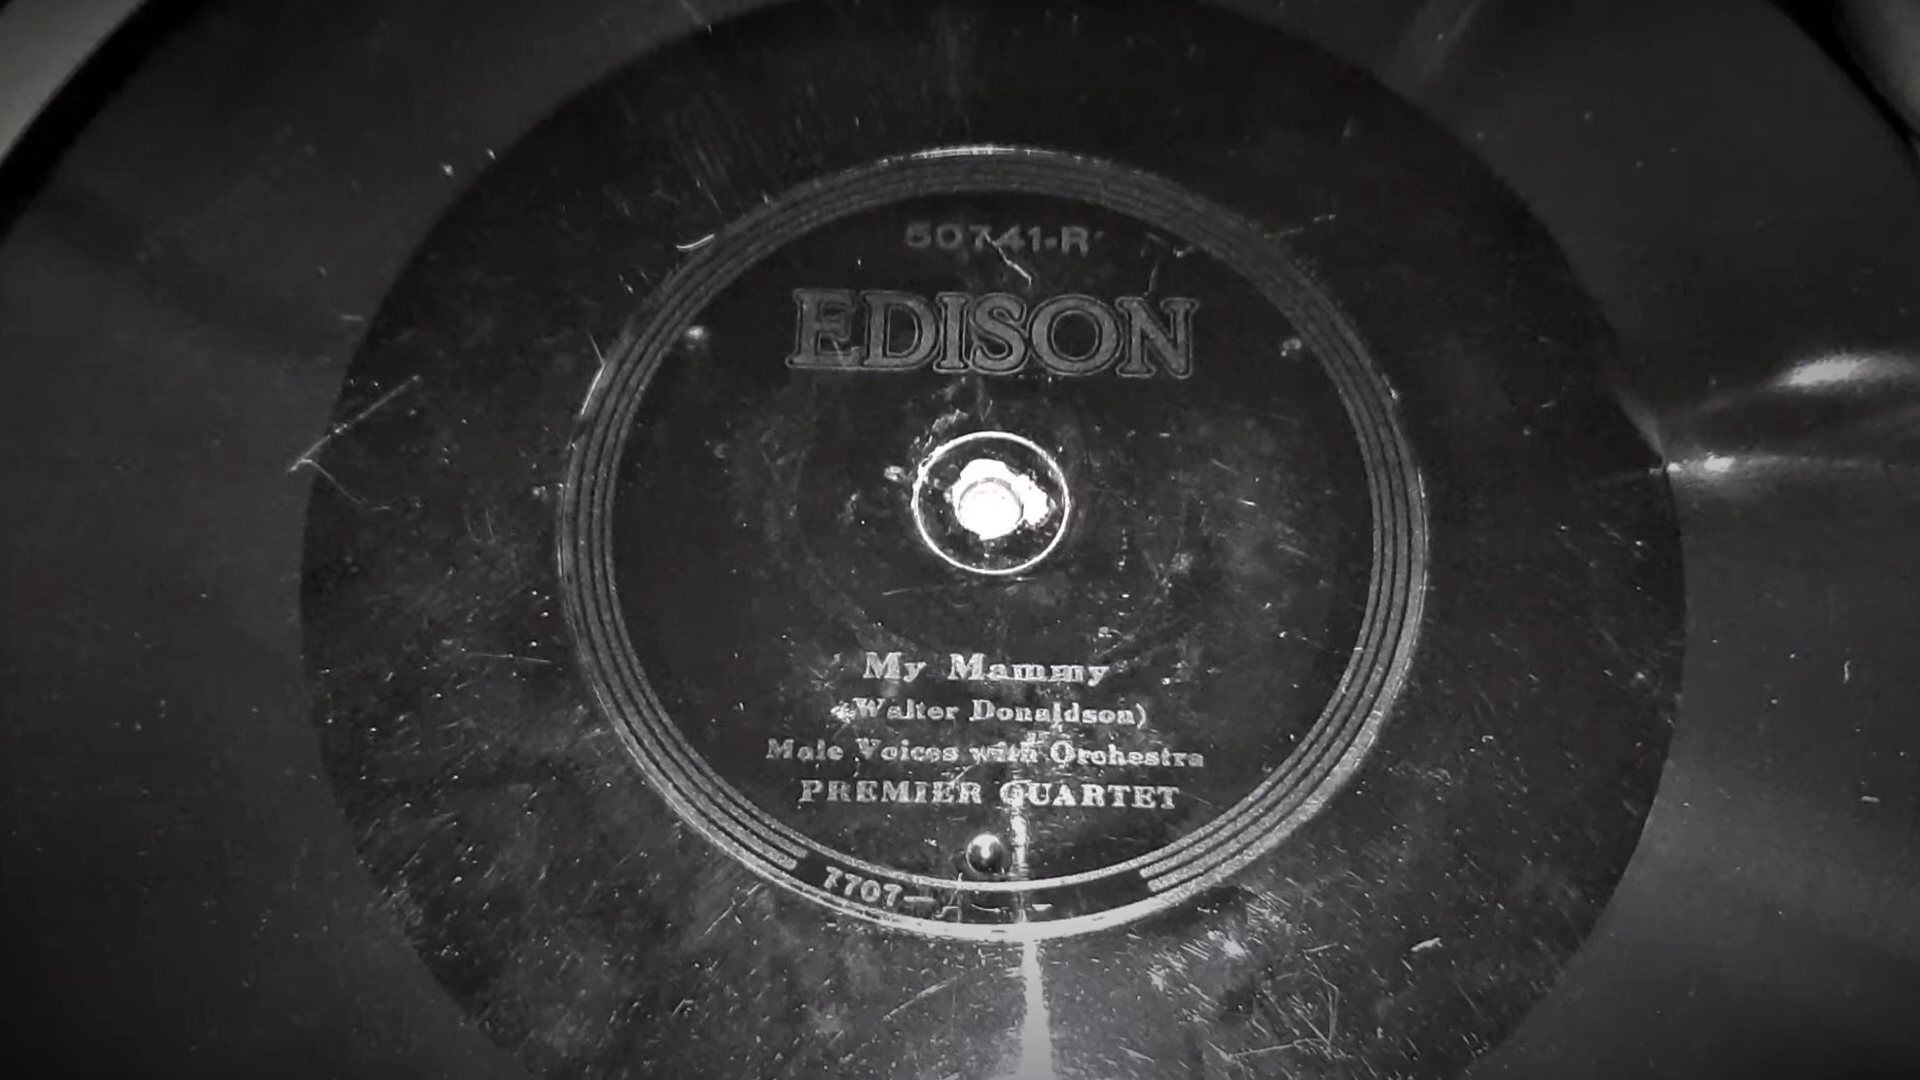 50741-R
EDISON
My Mammy
(Walter Donaldson)
Male Voices with Orchestra
PREMIER QUARTET
7707-